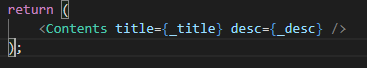 return (
<Contents title={_title} desc={_desc} />
);